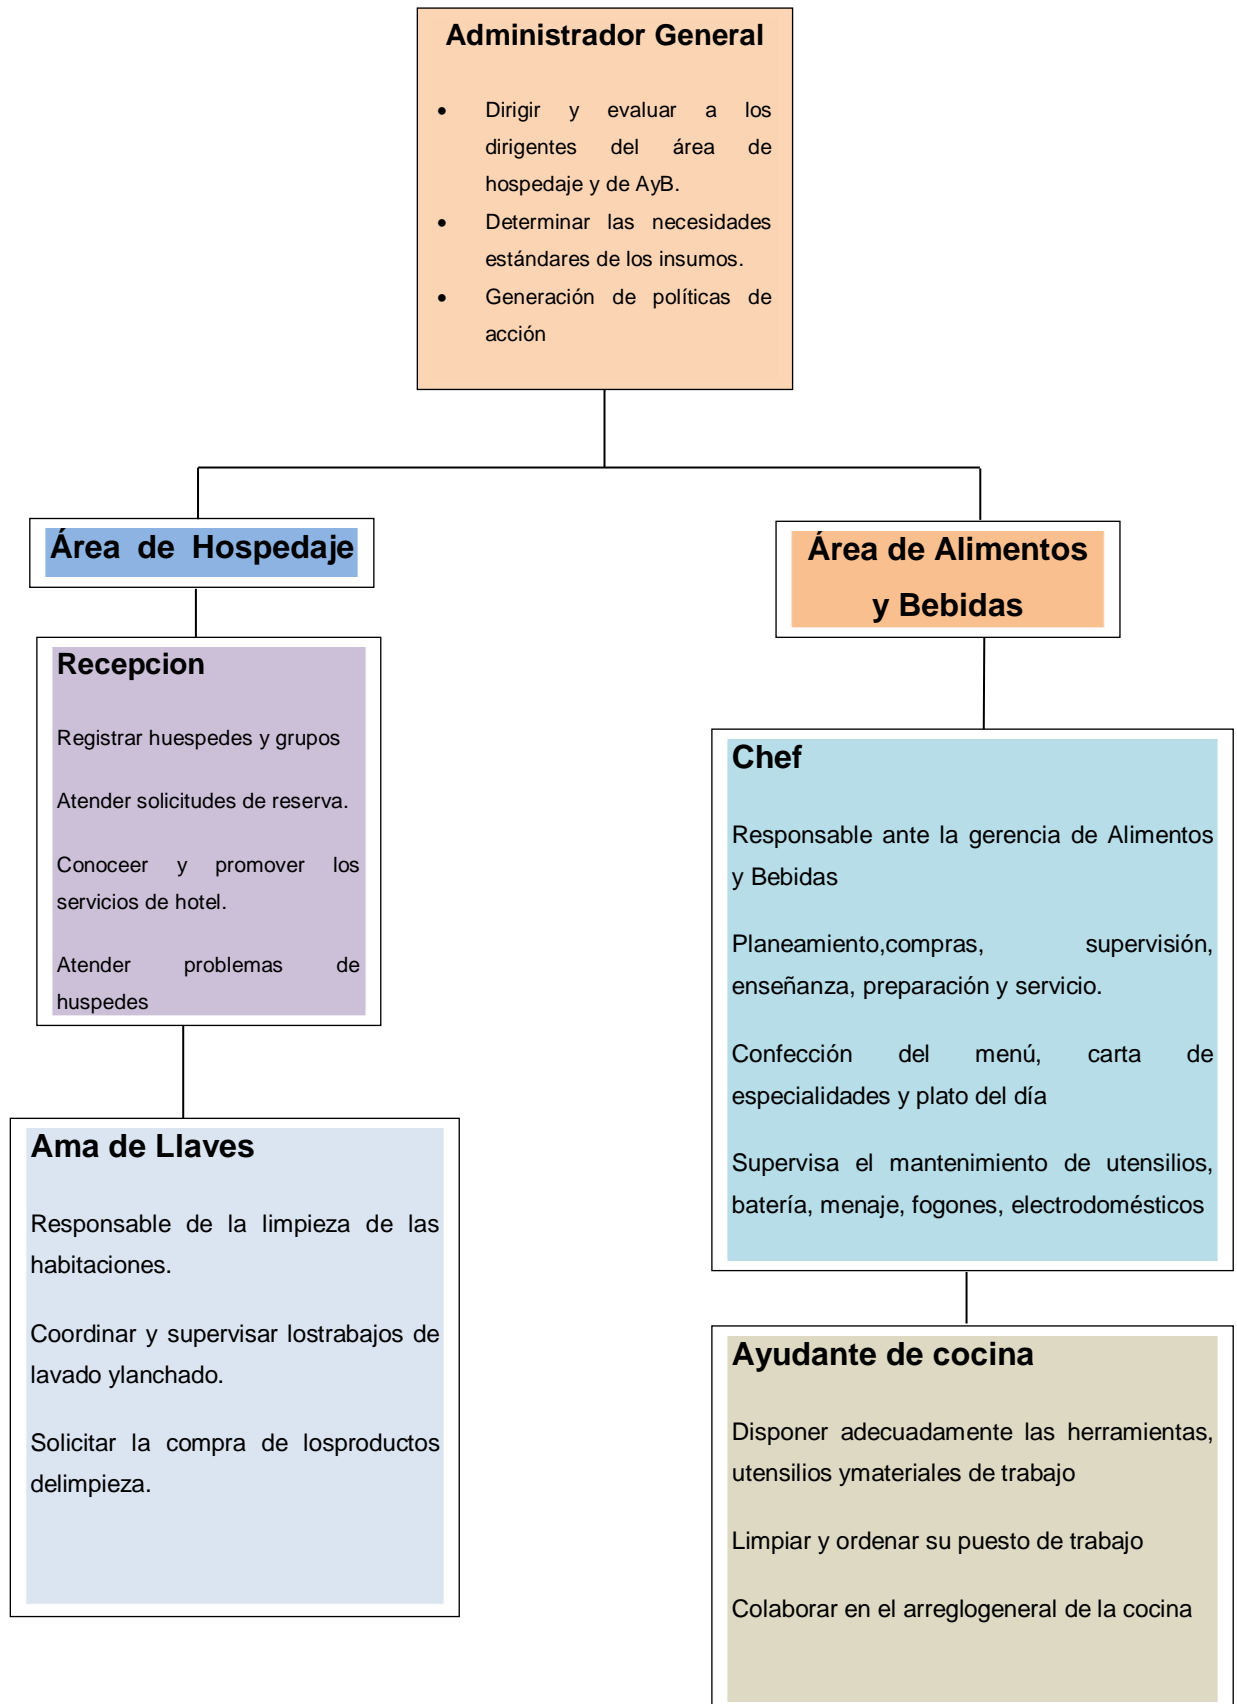 Administrador General
• Dirigir y evaluar a los
dirigentes del área de
hospedaje y de AyB.
• Determinar las necesidades
estándares de los insumos.
• Generación de políticas de
acción
Área de Hospedaje
Recepcion
Registrar huespedes y grupos
Atender solicitudes de reserva.
Conoceer y promover los
servicios de hotel.
Atender problemas de
huspedes
Ama de Llaves
Responsable de la limpieza de las
habitaciones.
Coordinar y supervisar lostrabajos de
lavado ylanchado.
Solicitar la compra de losproductos
delimpieza.
Área de Alimentos
y Bebidas
Chef
Responsable ante la gerencia de Alimentos
y Bebidas
Planeamiento,compras, supervisión,
enseñanza, preparación y servicio.
Confección del menú, carta de
especialidades y plato del día
Supervisa el mantenimiento de utensilios,
batería, menaje, fogones, electrodomésticos
Ayudante de cocina
Disponer adecuadamente las herramientas,
utensilios ymateriales de trabajo
Limpiar y ordenar su puesto de trabajo
Colaborar en el arreglogeneral de la cocina